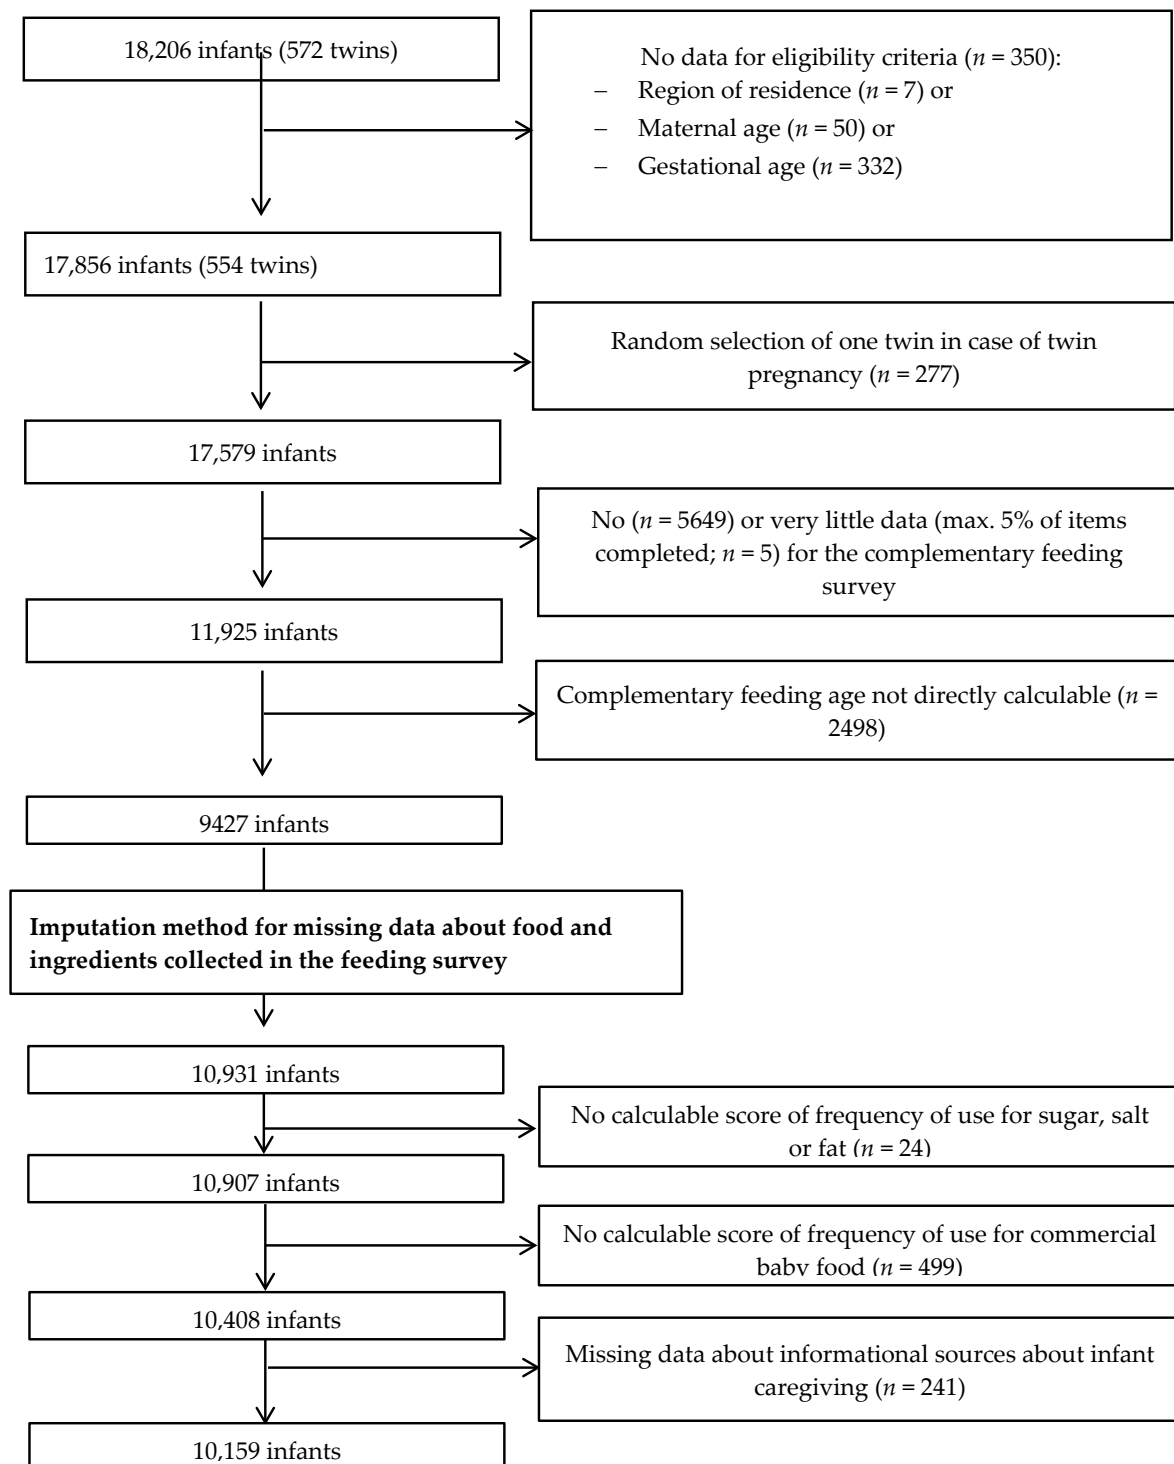 18,206 infants (572 twins)
No data for eligibility criteria (n = 350):
– Region of residence (n = 7) or
– Maternal age (n = 50) or
– Gestational age (n = 332)
17,856 infants (554 twins)
Random selection of one twin in case of twin
pregnancy (n = 277)
17,579 infants
No (n = 5649) or very little data (max. 5% of items
completed; n = 5) for the complementary feeding
survey
11,925 infants
Complementary feeding age not directly calculable (n =
2498)
9427 infants
Imputation method for missing data about food and
ingredients collected in the feeding survey
10,931 infants
No calculable score of frequency of use for sugar, salt
or fat (n = 24)
10,907 infants
No calculable score of frequency of use for commercial
baby food (n = 499)
10,408 infants
Missing data about informational sources about infant
caregiving (n = 241)
10,159 infants